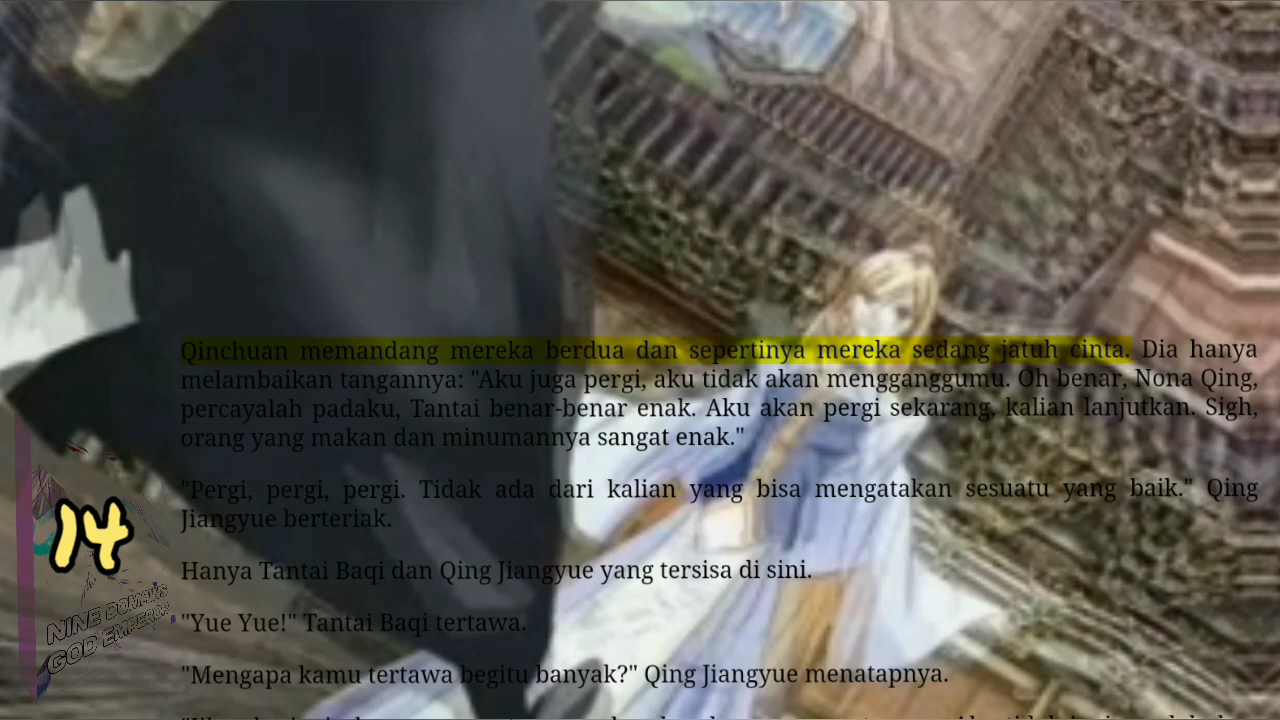 Qinchuan memandang mereka berdua dan sepertinya mereka sedang jatuh cinta. Dia hanya
melambaikan tangannya: "Aku juga pergi, aku tidak akan mengganggumu. Oh benar, Nona Qing,
percayalah padaku, Tantai benar-benar enak. Aku akan pergi sekarang, kalian lanjutkan. Sigh,
orang yang makan dan minumannya sangat enak."
"Pergi, pergi, pergi. Tidak ada dari kalian yang bisa mengatakan sesuatu yang baik." Qing
Jiangyue berteriak.
Hanya Tantai Baqi dan Qing Jiangyue yang tersisa di sini.
"Yue Yue!" Tantai Baqi tertawa.
"Mengapa kamu tertawa begitu banyak?" Qing Jiangyue menatapnya.
14
NINE DOMAINS
GOD EMPEROR